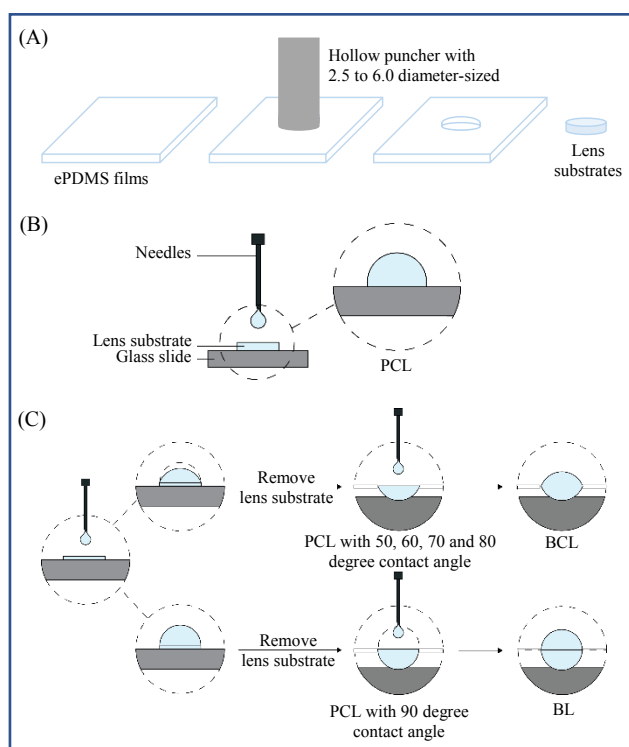 (A)
Hollow puncher with
2.5 to 6.0 diameter-sized
ePDMS films
Lens
substrates
(B)
Needles
Lens substrate
Glass slide
PCL
(C)
Remove
lens substrate
PCL with 50, 60, 70 and 80
degree contact angle
BCL
Remove
lens substrate
PCL with 90 degree
contact angle
BL